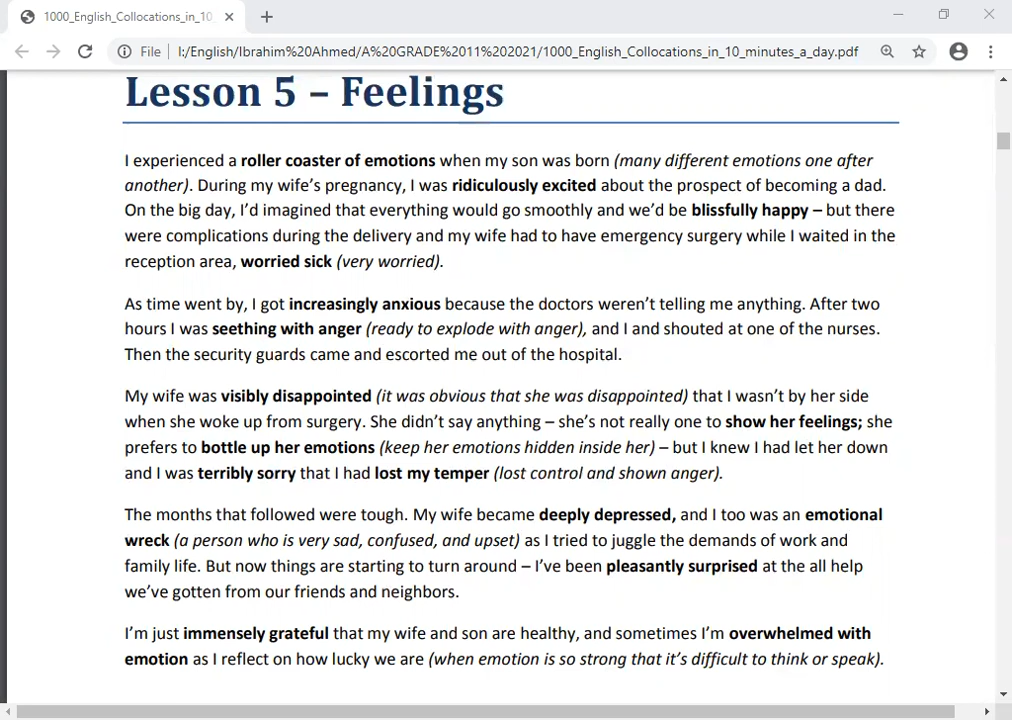 1000_English_Collocations_in_10_
File
I:/English/Ibrahim%20Ahmed/A%20GRADE%2011%202021/1000_English_Collocations_in_10_minutes_a_day.pdf
Lesson 5 – Feelings
I experienced a roller coaster of emotions when my son was born (many different emotions one after
another). During my wife's pregnancy, I was ridiculously excited about the prospect of becoming a dad.
On the big day, I'd imagined that everything would go smoothly and we'd be blissfully happy – but there
were complications during the delivery and my wife had to have emergency surgery while I waited in the
reception area, worried sick (very worried).
As time went by, I got increasingly anxious because the doctors weren't telling me anything. After two
hours I was seething with anger (ready to explode with anger), and I and shouted at one of the nurses.
Then the security guards came and escorted me out of the hospital.
My wife was visibly disappointed (it was obvious that she was disappointed) that I wasn't by her side
when she woke up from surgery. She didn't say anything – she's not really one to show her feelings; she
prefers to bottle up her emotions (keep her emotions hidden inside her) – but I knew I had let her down
and I was terribly sorry that I had lost my temper (lost control and shown anger).
The months that followed were tough. My wife became deeply depressed, and I too was an emotional
wreck (a person who is very sad, confused, and upset) as I tried to juggle the demands of work and
family life. But now things are starting to turn around – I've been pleasantly surprised at the all help
we've gotten from our friends and neighbors.
I'm just immensely grateful that my wife and son are healthy, and sometimes I'm overwhelmed with
emotion as I reflect on how lucky we are (when emotion is so strong that it's difficult to think or speak).